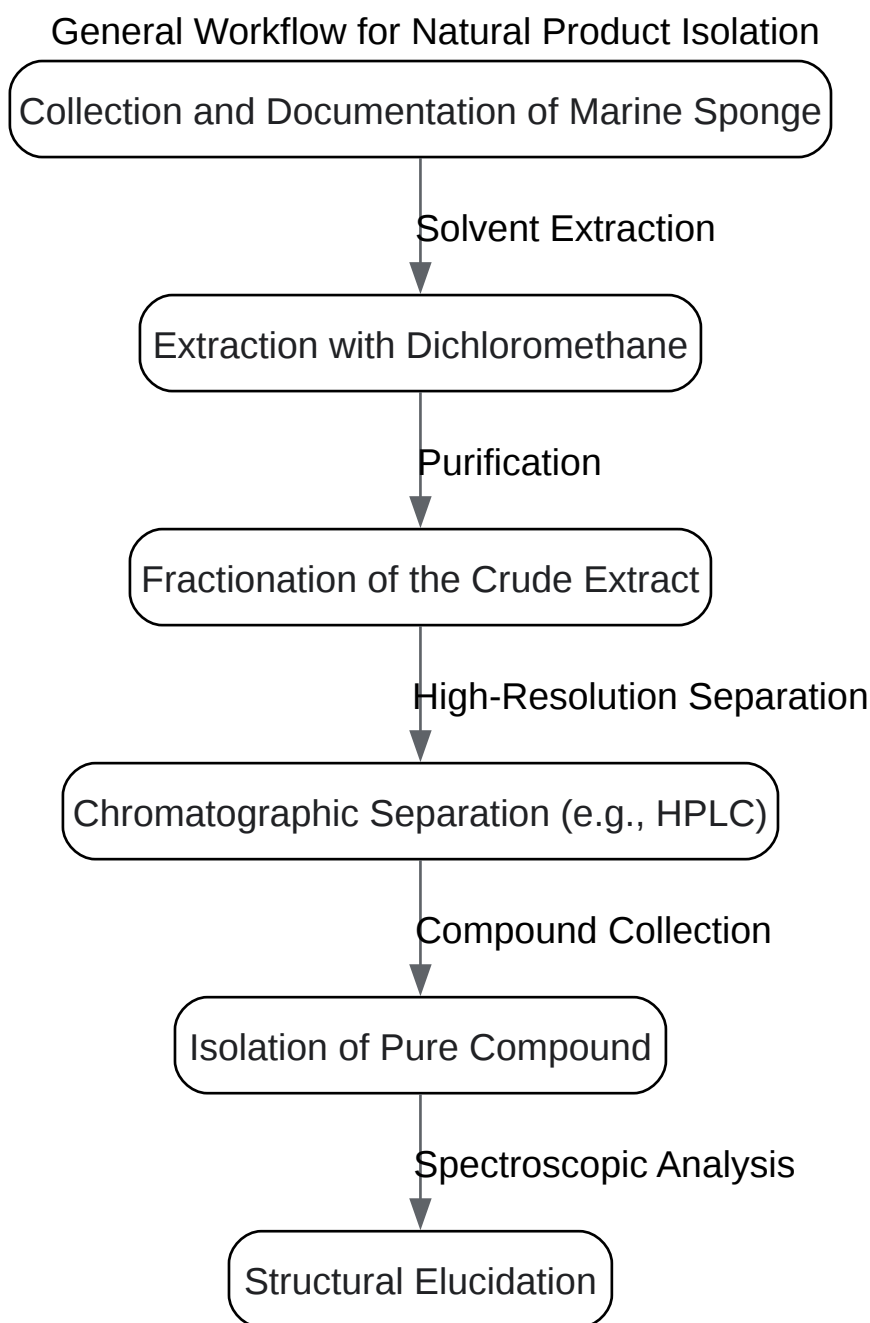 General Workflow for Natural Product Isolation
Collection and Documentation of Marine Sponge
Solvent Extraction
Extraction with Dichloromethane
Purification
Fractionation of the Crude Extract
High-Resolution Separation
Chromatographic Separation (e.g., HPLC)
Compound Collection
Isolation of Pure Compound
Spectroscopic Analysis
Structural Elucidation